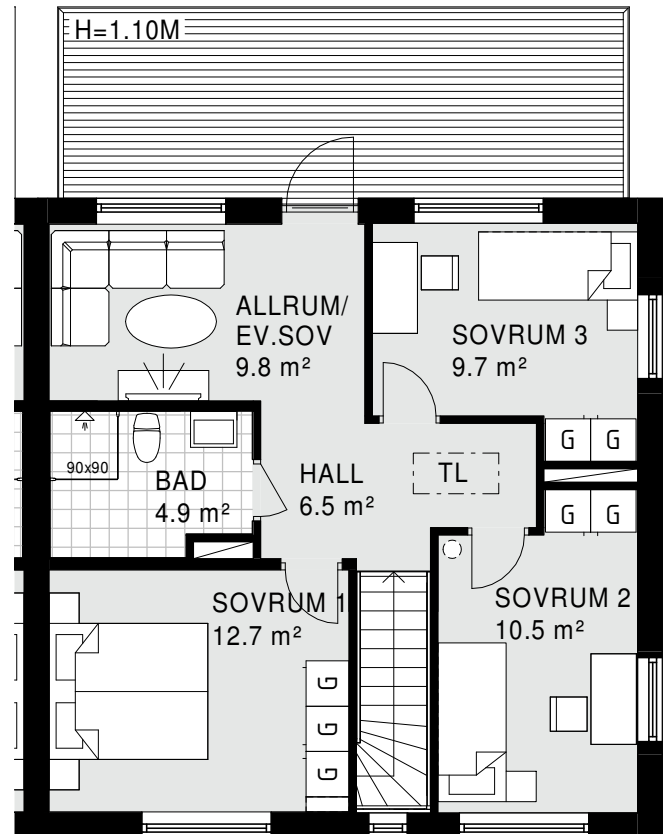 H=1.10M
ALLRUM/
EV.SOV
9.8 m²
SOVRUM 3
9.7 m²
G G
90x90
BAD
4.9 m²
HALL
6.5 m²
TL
G G
SOVRUM 1
12.7 m²
SOVRUM 2
10.5 m²
G
G
G